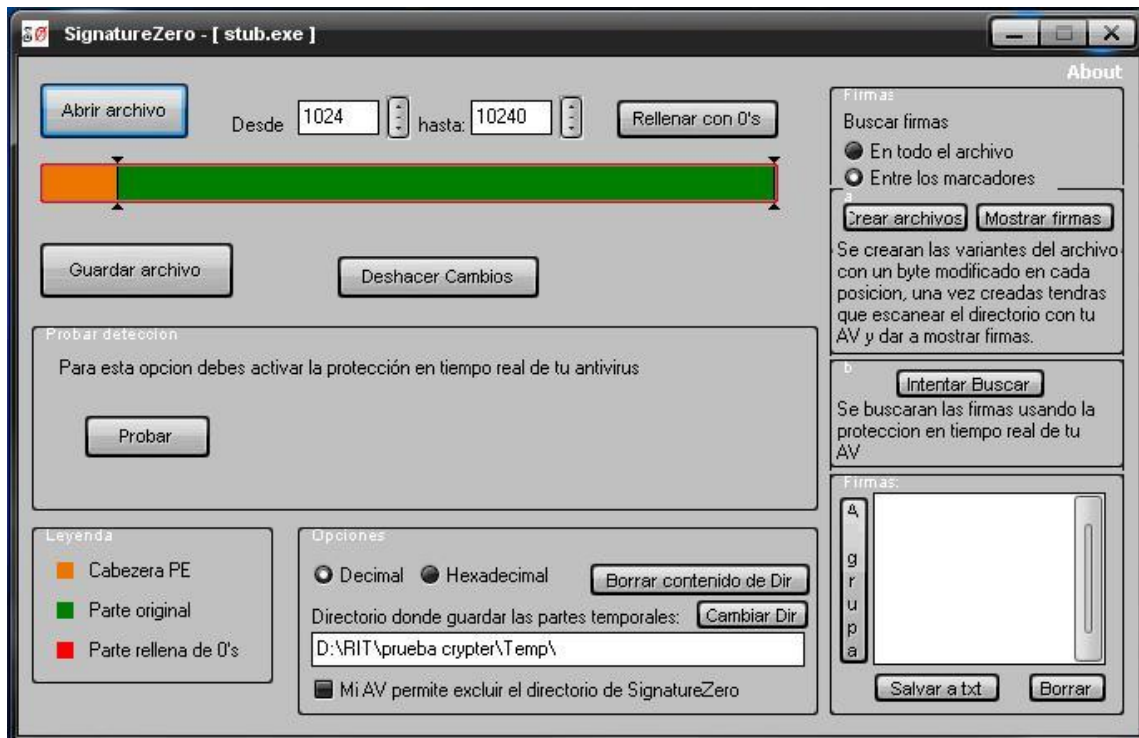 SignatureZero - [ stub.exe ]
About
Abrir archivo
Desde
1024
hasta:
10240
Rellenar con 0's
Guardar archivo
Deshacer Cambios
Probar deteccion
Para esta opcion debes activar la protección en tiempo real de tu antivirus
Probar
Leyenda
Cabezera PE
Parte original
Parte rellena de 0's
Opciones
Decimal
Hexadecimal
Borrar contenido de Dir
Directorio donde guardar las partes temporales:
Cambiar Dir
D:\RIT\prueba crypter\Temp\
Mi AV permite excluir el directorio de SignatureZero
Firmas
Buscar firmas
En todo el archivo
Entre los marcadores
a
Crear archivos
Mostrar firmas
Se crearan las variantes del archivo
con un byte modificado en cada
posicion, una vez creadas tendras
que escanear el directorio con tu
AV y dar a mostrar firmas.
b
Intentar Buscar
Se buscaran las firmas usando la
proteccion en tiempo real de tu
AV
Firmas:
A
g
r
u
p
a
Salvar a txt
Borrar